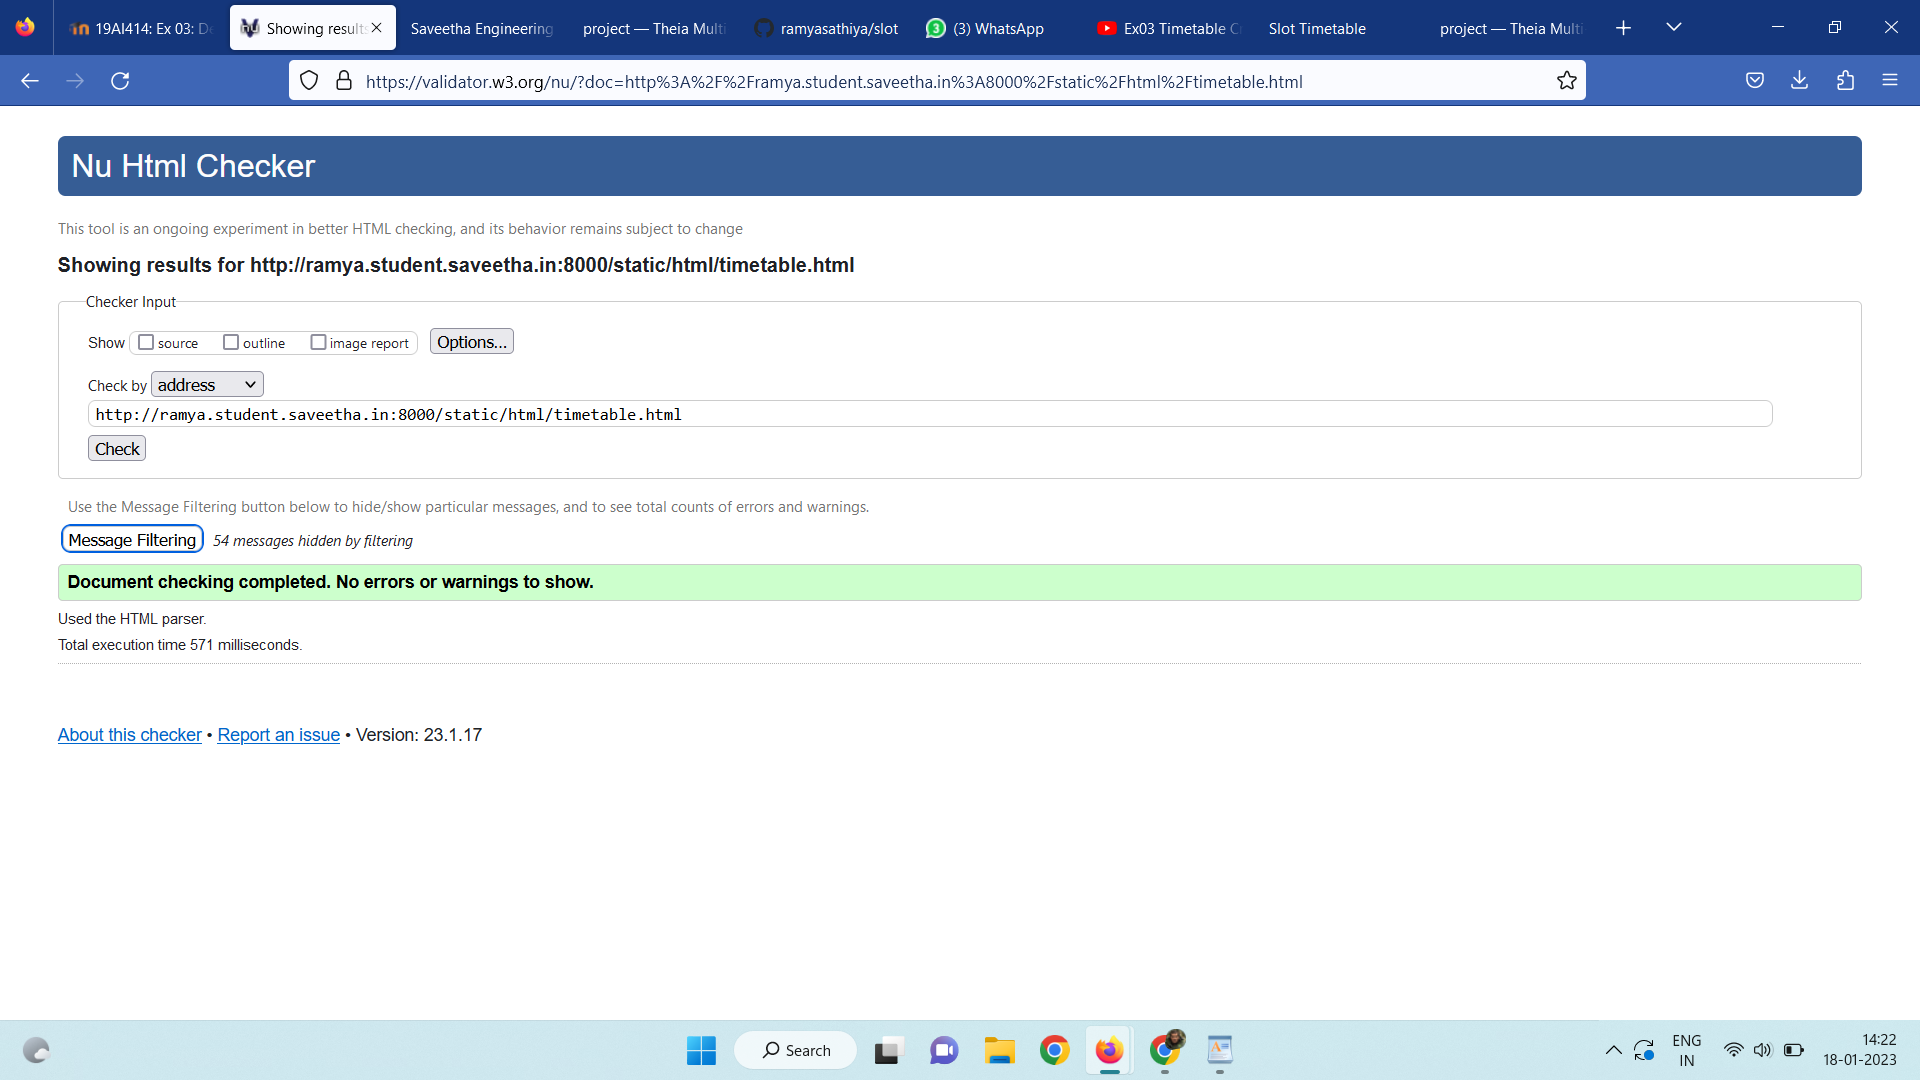 19AI414: Ex 03: D
Showing results
Saveetha Engineering
project — Theia Multi
ramyasathiya/slot
(3) WhatsApp
Ex03 Timetable C
Slot Timetable
project — Theia Multi
https://validator.w3.org/nu/?doc=http%3A%2F%2Framya.student.saveetha.in%3A8000%2Fstatic%2Fhtml%2Ftimetable.html
Nu Html Checker
This tool is an ongoing experiment in better HTML checking, and its behavior remains subject to change
Showing results for http://ramya.student.saveetha.in:8000/static/html/timetable.html
Checker Input
Show source outline image report Options...
Check by address
http://ramya.student.saveetha.in:8000/static/html/timetable.html
Check
Use the Message Filtering button below to hide/show particular messages, and to see total counts of errors and warnings.
Message Filtering 54 messages hidden by filtering
Document checking completed. No errors or warnings to show.
Used the HTML parser.
Total execution time 571 milliseconds.
About this checker • Report an issue • Version: 23.1.17
Search
ENG
IN
14:22
18-01-2023